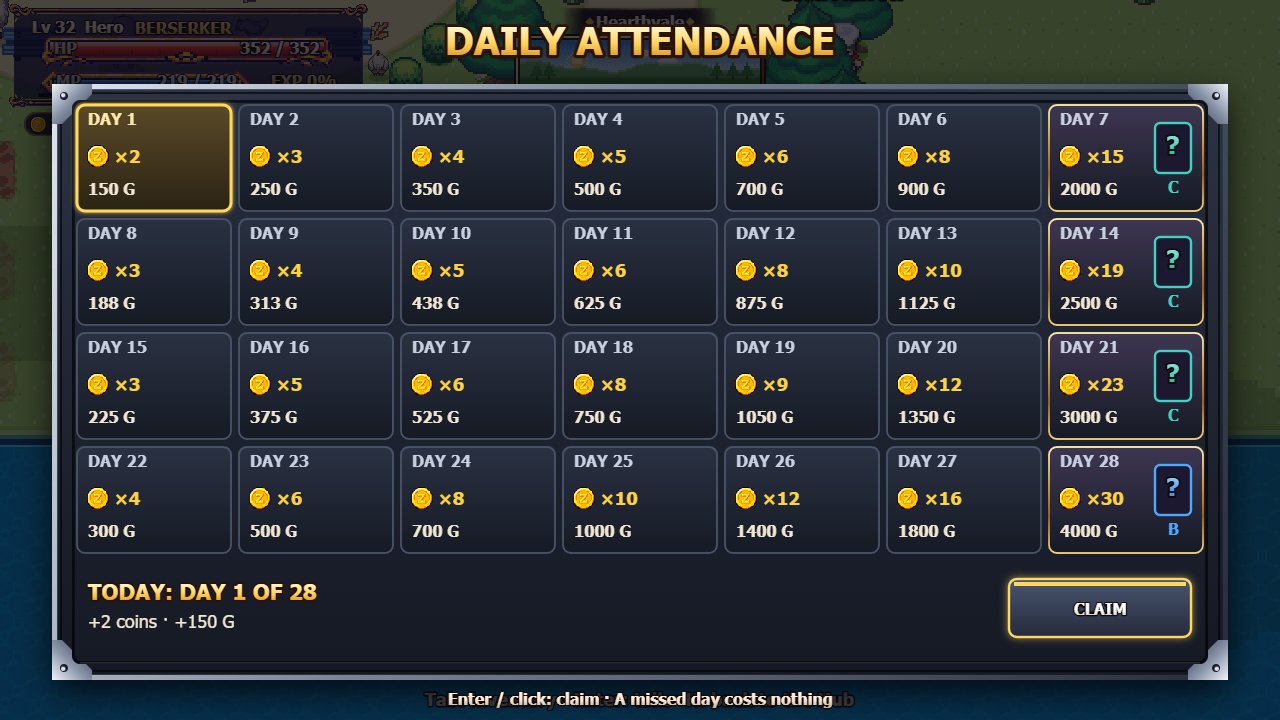 Lv 32 Hero BERSERKER
HP 352 / 352
MP 219 / 219 EXP 0%
Hearthvale
DAILY ATTENDANCE
DAY 1
×2
150 G
DAY 2
×3
250 G
DAY 3
×4
350 G
DAY 4
×5
500 G
DAY 5
×6
700 G
DAY 6
×8
900 G
DAY 7
×15
2000 G
?
C
DAY 8
×3
188 G
DAY 9
×4
313 G
DAY 10
×5
438 G
DAY 11
×6
625 G
DAY 12
×8
875 G
DAY 13
×10
1125 G
DAY 14
×19
2500 G
?
C
DAY 15
×3
225 G
DAY 16
×5
375 G
DAY 17
×6
525 G
DAY 18
×8
750 G
DAY 19
×9
1050 G
DAY 20
×12
1350 G
DAY 21
×23
3000 G
?
C
DAY 22
×4
300 G
DAY 23
×6
500 G
DAY 24
×8
700 G
DAY 25
×10
1000 G
DAY 26
×12
1400 G
DAY 27
×16
1800 G
DAY 28
×30
4000 G
?
B
TODAY: DAY 1 OF 28
+2 coins · +150 G
CLAIM
Enter / click: claim · A missed day costs nothing